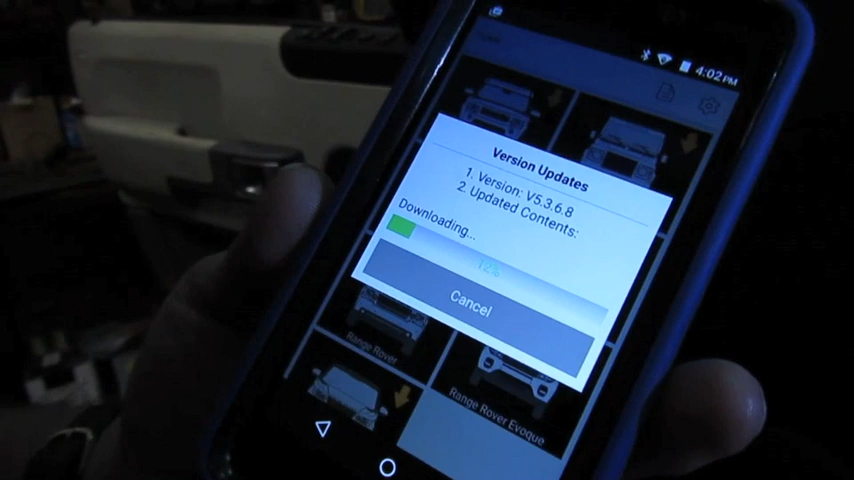 4:02 PM
Version Updates
1. Version: V5.3.6.8
2. Updated Contents:
Downloading...
12%
Cancel
Range Rover
Range Rover Evoque